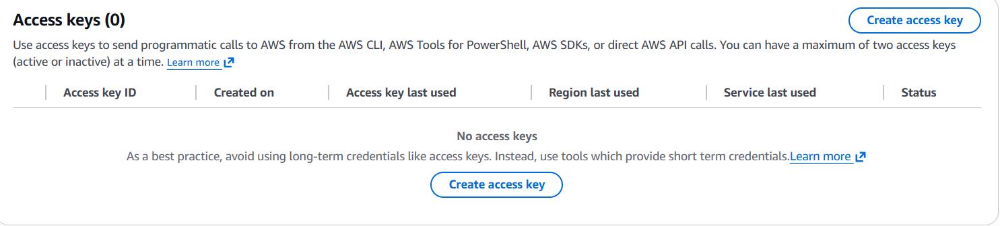 Access keys (0)
Create access key
Use access keys to send programmatic calls to AWS from the AWS CLI, AWS Tools for PowerShell, AWS SDKs, or direct AWS API calls. You can have a maximum of two access keys
(active or inactive) at a time. Learn more
Access key ID
Created on
Access key last used
Region last used
Service last used
Status
No access keys
As a best practice, avoid using long-term credentials like access keys. Instead, use tools which provide short term credentials.Learn more
Create access key